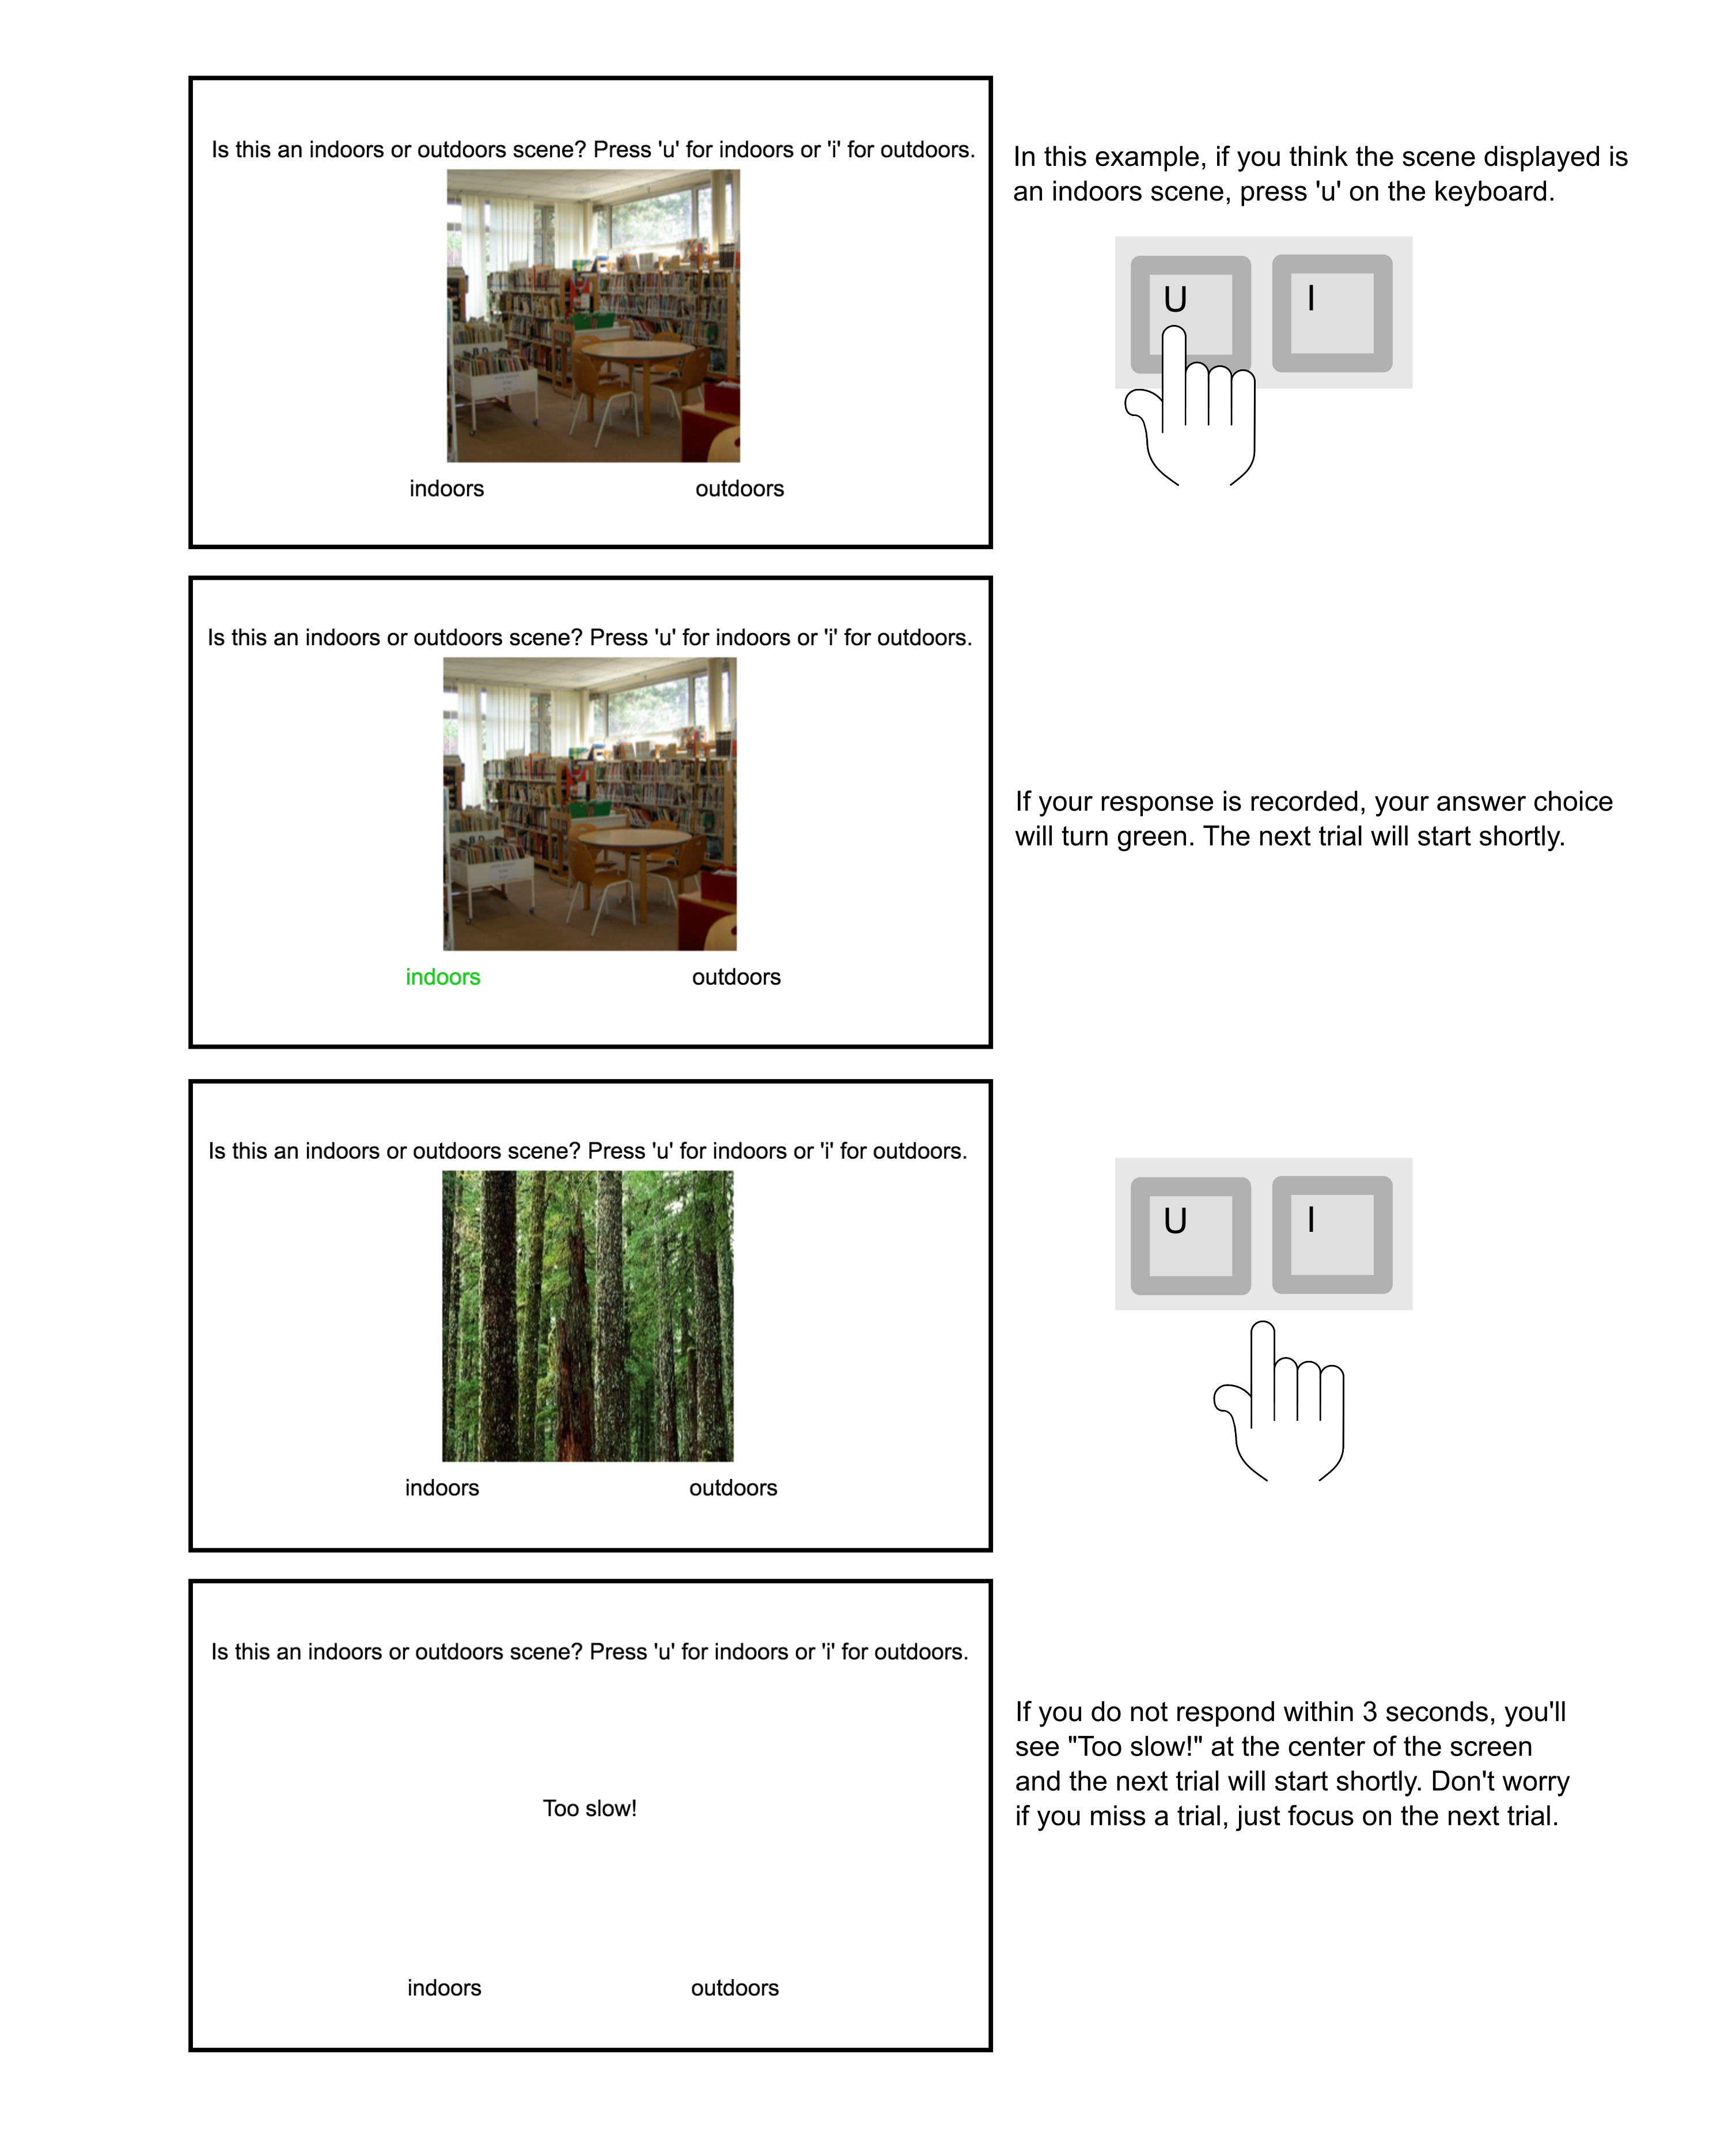 Is this an indoors or outdoors scene? Press 'u' for indoors or 'i' for outdoors.
indoors outdoors
In this example, if you think the scene displayed is
an indoors scene, press 'u' on the keyboard.
U I
Is this an indoors or outdoors scene? Press 'u' for indoors or 'i' for outdoors.
indoors outdoors
If your response is recorded, your answer choice
will turn green. The next trial will start shortly.
Is this an indoors or outdoors scene? Press 'u' for indoors or 'i' for outdoors.
indoors outdoors
U I
Is this an indoors or outdoors scene? Press 'u' for indoors or 'i' for outdoors.
Too slow!
indoors outdoors
If you do not respond within 3 seconds, you'll
see "Too slow!" at the center of the screen
and the next trial will start shortly. Don't worry
if you miss a trial, just focus on the next trial.